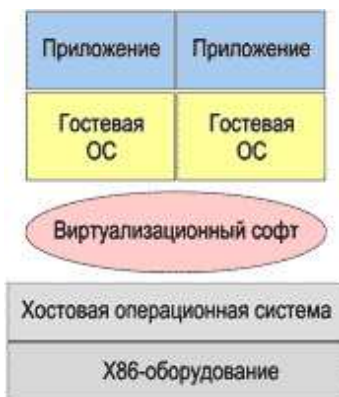 Приложение Приложение
Гостевая Гостевая
ОС ОС
Виртуализационный софт
Хостовая операционная система
X86-оборудование